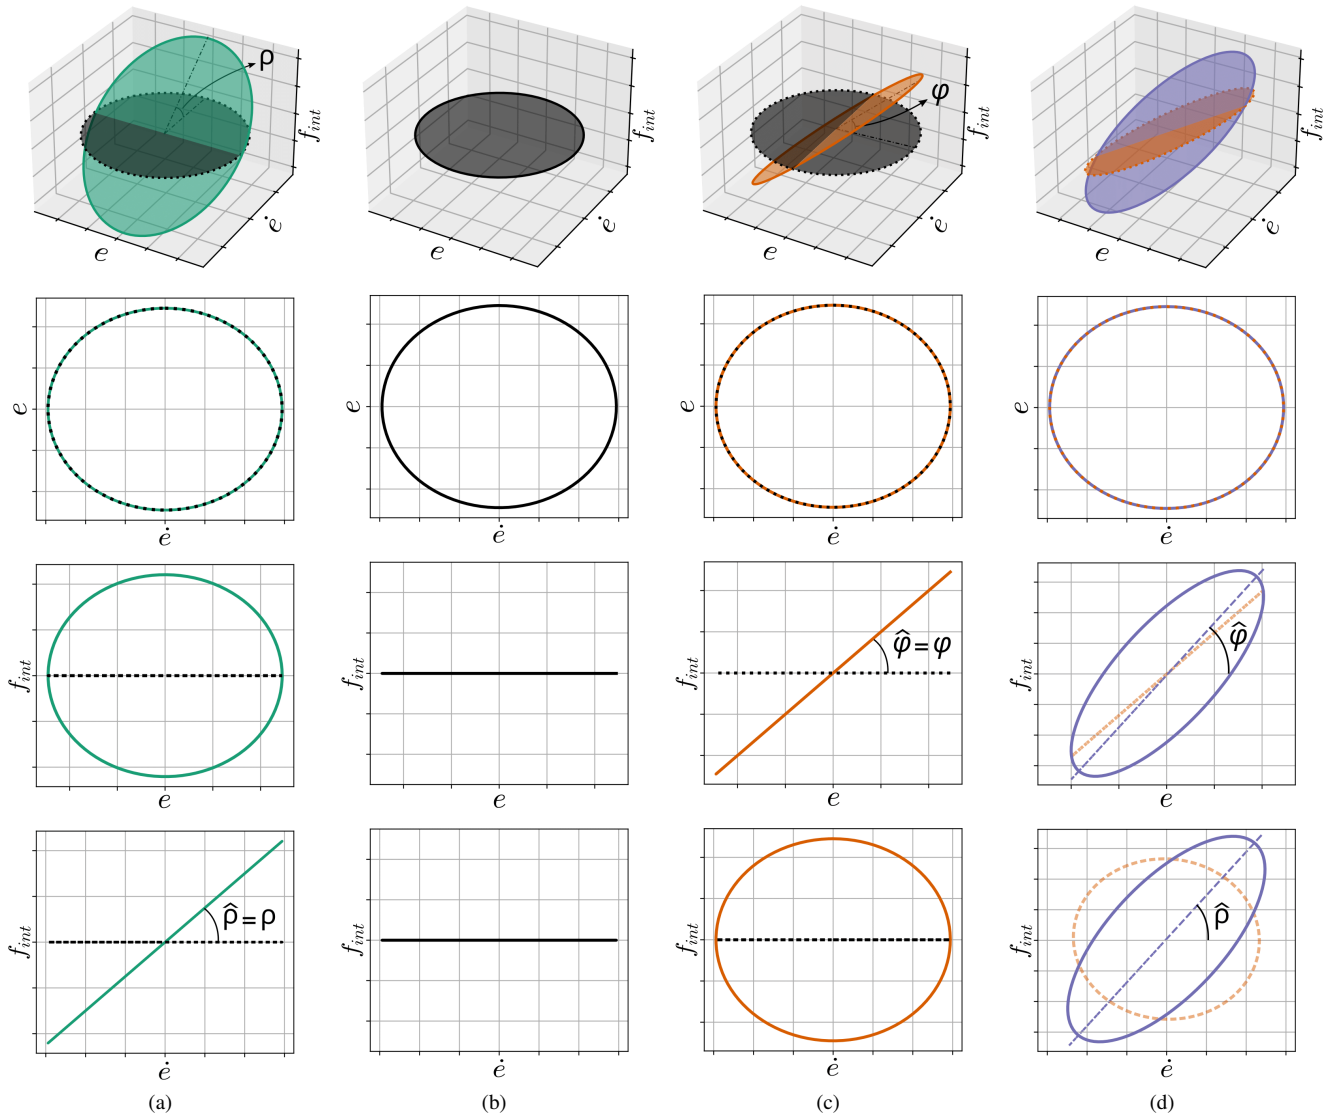 ρ
f_int
ė
e
f_int
ė
e
φ
f_int
ė
e
f_int
ė
e
e
ė
e
ė
e
ė
e
ė
f_int
e
f_int
e
f_int
φ̂ = φ
e
f_int
φ̂
e
f_int
ρ̂ = ρ
ė
f_int
ė
f_int
ė
f_int
ρ̂
ė
(a)
(b)
(c)
(d)